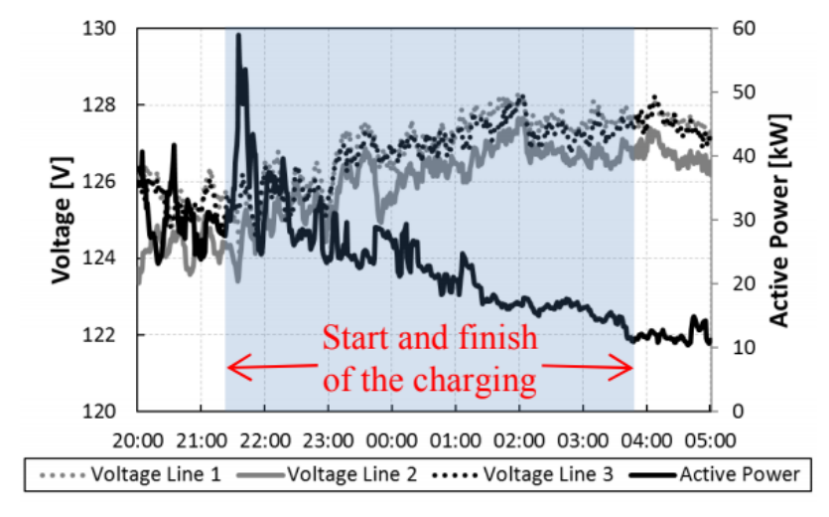 130
128
126
124
122
120
Voltage [V]
60
50
40
30
20
10
0
Active Power [kW]
Start and finish
of the charging
20:00 21:00 22:00 23:00 00:00 01:00 02:00 03:00 04:00 05:00
Voltage Line 1 Voltage Line 2 Voltage Line 3 Active Power